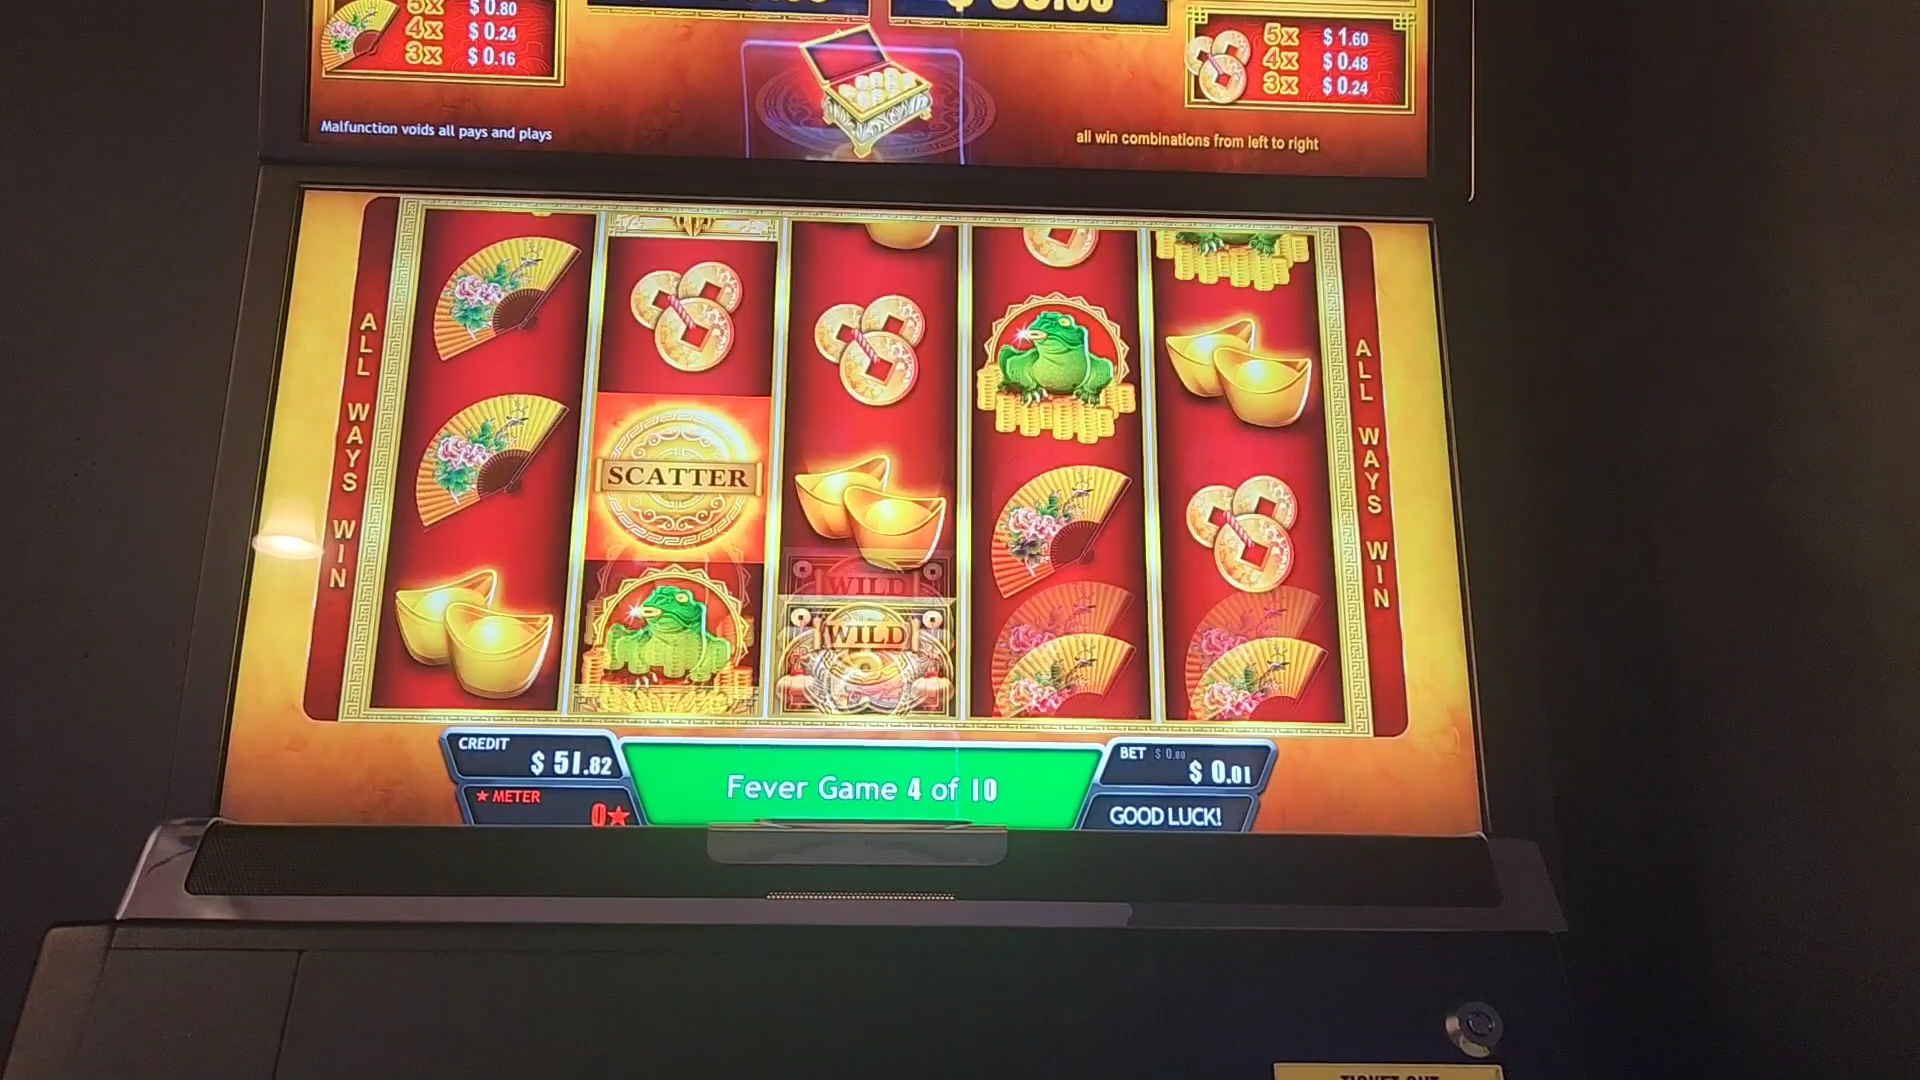 5x $ 0.80
4x $ 0.24
3x $ 0.16
5x $ 1.60
4x $ 0.48
3x $ 0.24
Malfunction voids all pays and plays
all win combinations from left to right
ALL WAYS WIN
SCATTER
WILD
WILD
ALL WAYS WIN
CREDIT
$ 51.82
★ METER
0★
Fever Game 4 of 10
BET $ 0.80
$ 0.01
GOOD LUCK!
TICKET OUT